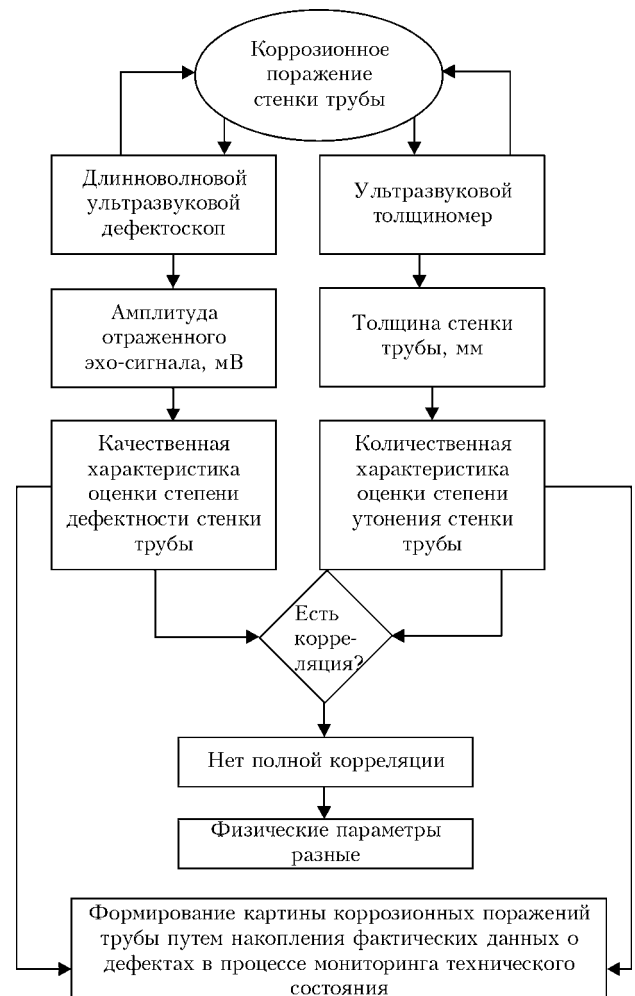 Коррозионное
поражение
стенки трубы
Длинноволновой
ультразвуковой
дефектоскоп
Ультразвуковой
толщиномер
Амплитуда
отраженного
эхо-сигнала, мВ
Толщина стенки
трубы, мм
Качественная
характеристика
оценки степени
дефектности стенки
трубы
Количественная
характеристика
оценки степени
утонения стенки
трубы
Есть
корре-
ляция?
Нет полной корреляции
Физические параметры
разные
Формирование картины коррозионных поражений
трубы путем накопления фактических данных о
дефектах в процессе мониторинга технического
состояния